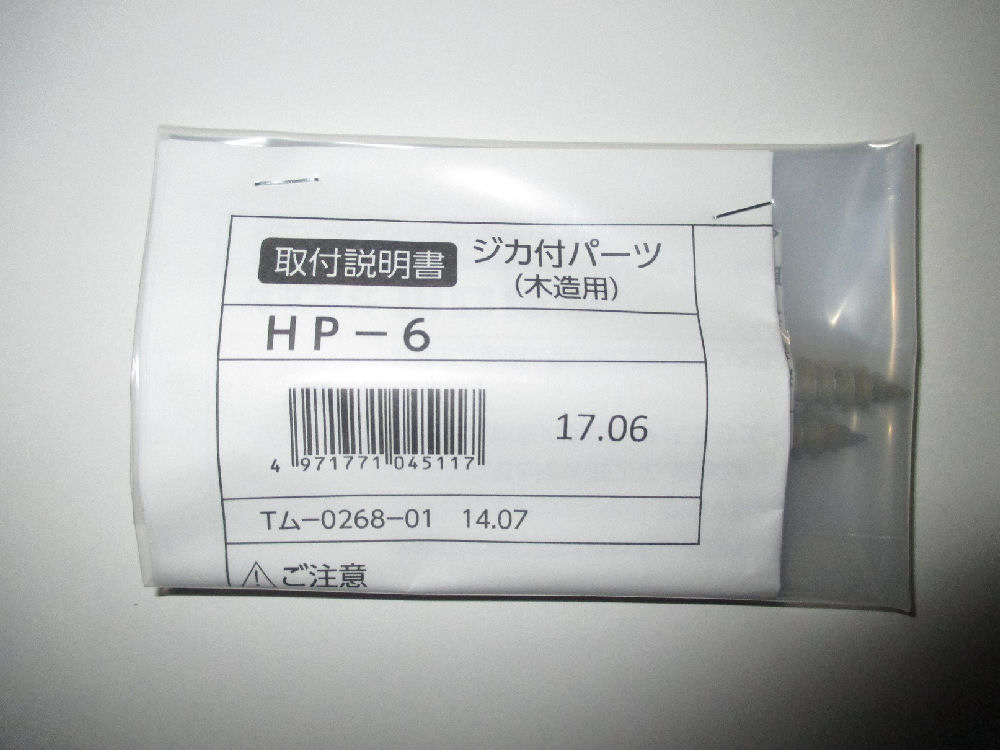 取付説明書 ジカ付パーツ
(木造用)
HP-6
17.06
4 971771 045117
Tム-0268-01 14.07
⚠ご注意